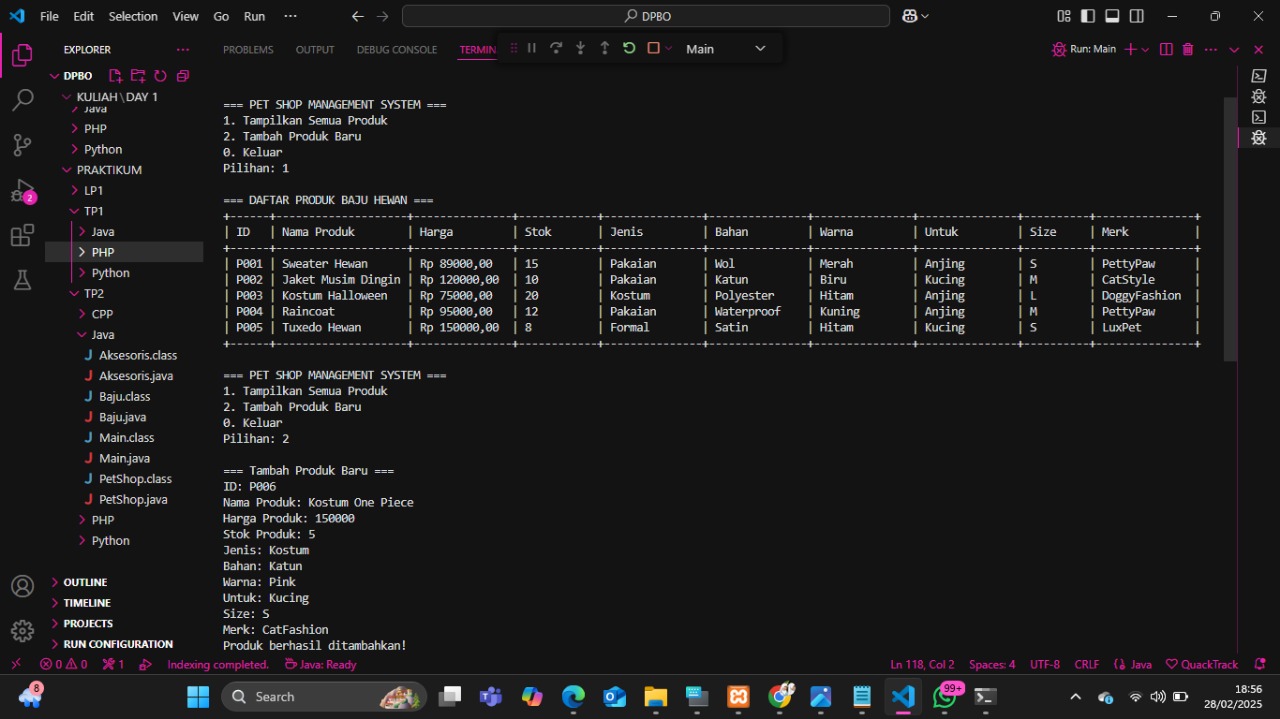 File Edit Selection View Go Run ··· DPBO
EXPLORER ··· PROBLEMS OUTPUT DEBUG CONSOLE TERMIN Main Run: Main
DPBO
KULIAH\DAY 1
Java
PHP
Python
PRAKTIKUM
LP1
TP1
Java
PHP
Python
TP2
CPP
Java
Aksesoris.class
Aksesoris.java
Baju.class
Baju.java
Main.class
Main.java
PetShop.class
PetShop.java
PHP
Python
OUTLINE
TIMELINE
PROJECTS
RUN CONFIGURATION
=== PET SHOP MANAGEMENT SYSTEM ===
1. Tampilkan Semua Produk
2. Tambah Produk Baru
0. Keluar
Pilihan: 1
=== DAFTAR PRODUK BAJU HEWAN ===
| ID | Nama Produk | Harga | Stok | Jenis | Bahan | Warna | Untuk | Size | Merk |
| P001 | Sweater Hewan | Rp 89000,00 | 15 | Pakaian | Wol | Merah | Anjing | S | PettyPaw |
| P002 | Jaket Musim Dingin | Rp 120000,00 | 10 | Pakaian | Katun | Biru | Kucing | M | CatStyle |
| P003 | Kostum Halloween | Rp 75000,00 | 20 | Kostum | Polyester | Hitam | Anjing | L | DoggyFashion |
| P004 | Raincoat | Rp 95000,00 | 12 | Pakaian | Waterproof | Kuning | Anjing | M | PettyPaw |
| P005 | Tuxedo Hewan | Rp 150000,00 | 8 | Formal | Satin | Hitam | Kucing | S | LuxPet |
=== PET SHOP MANAGEMENT SYSTEM ===
1. Tampilkan Semua Produk
2. Tambah Produk Baru
0. Keluar
Pilihan: 2
=== Tambah Produk Baru ===
ID: P006
Nama Produk: Kostum One Piece
Harga Produk: 150000
Stok Produk: 5
Jenis: Kostum
Bahan: Katun
Warna: Pink
Untuk: Kucing
Size: S
Merk: CatFashion
Produk berhasil ditambahkan!
2
0 0 1 Indexing completed. Java: Ready Ln 118, Col 2 Spaces: 4 UTF-8 CRLF {} Java QuackTrack
8 Search 99+ 18:56
28/02/2025